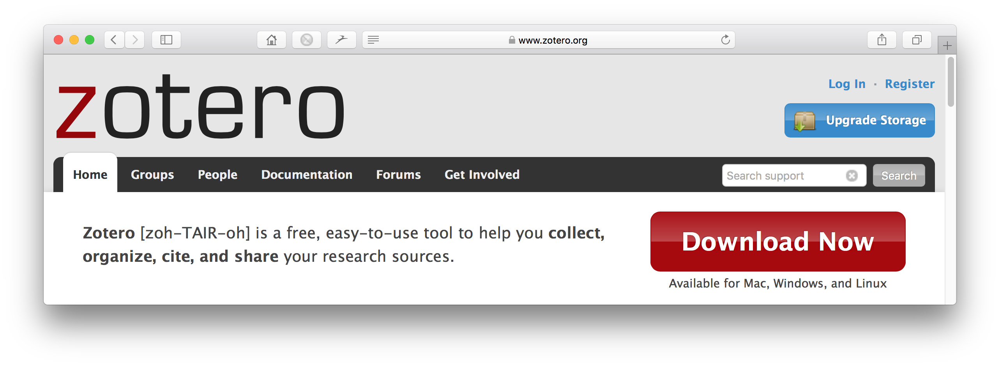 www.zotero.org
zotero
Log In · Register
Upgrade Storage
Home Groups People Documentation Forums Get Involved Search support Search
Zotero [zoh-TAIR-oh] is a free, easy-to-use tool to help you collect,
organize, cite, and share your research sources.
Download Now
Available for Mac, Windows, and Linux